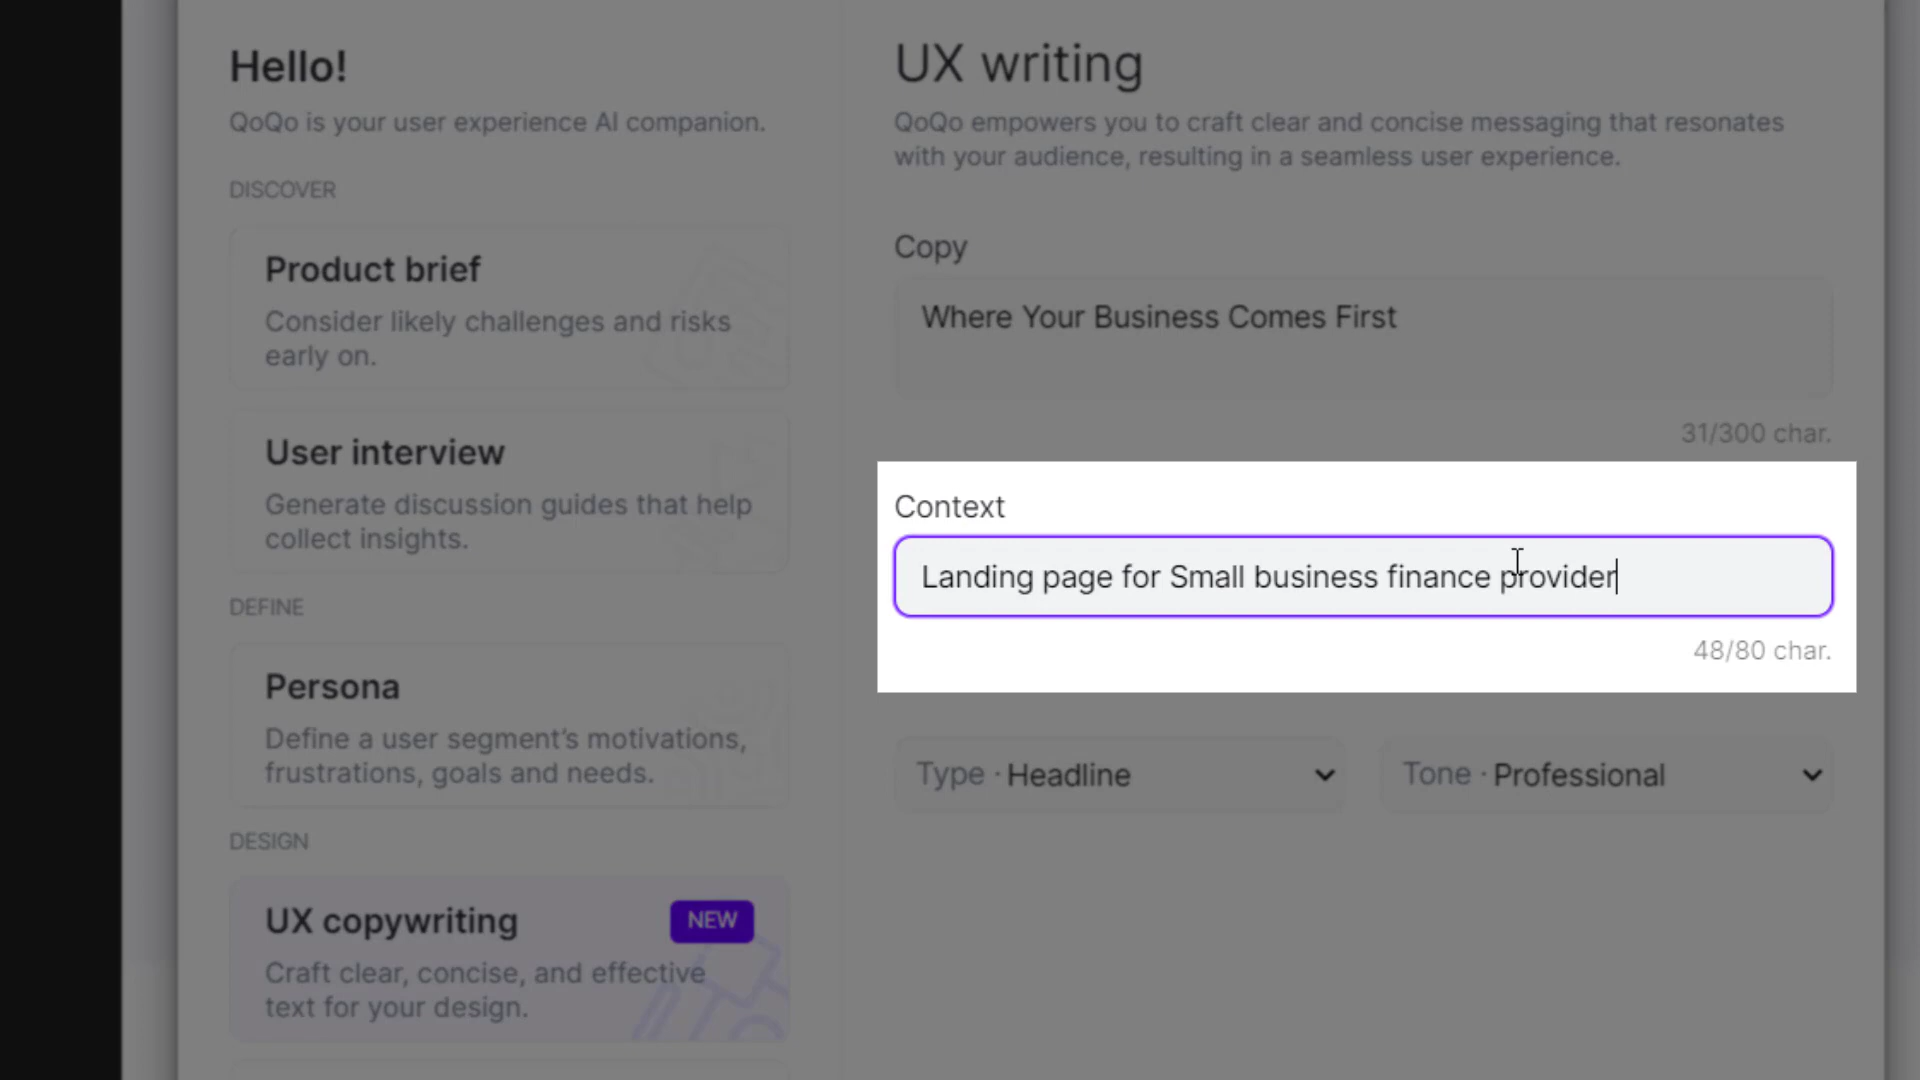 Hello!
QoQo is your user experience AI companion.
DISCOVER
Product brief
Consider likely challenges and risks
early on.
User interview
Generate discussion guides that help
collect insights.
DEFINE
Persona
Define a user segment’s motivations,
frustrations, goals and needs.
DESIGN
UX copywriting
NEW
Craft clear, concise, and effective
text for your design.
UX writing
QoQo empowers you to craft clear and concise messaging that resonates
with your audience, resulting in a seamless user experience.
Copy
Where Your Business Comes First
31/300 char.
Context
Landing page for Small business finance provider
48/80 char.
Type · Headline
Tone · Professional